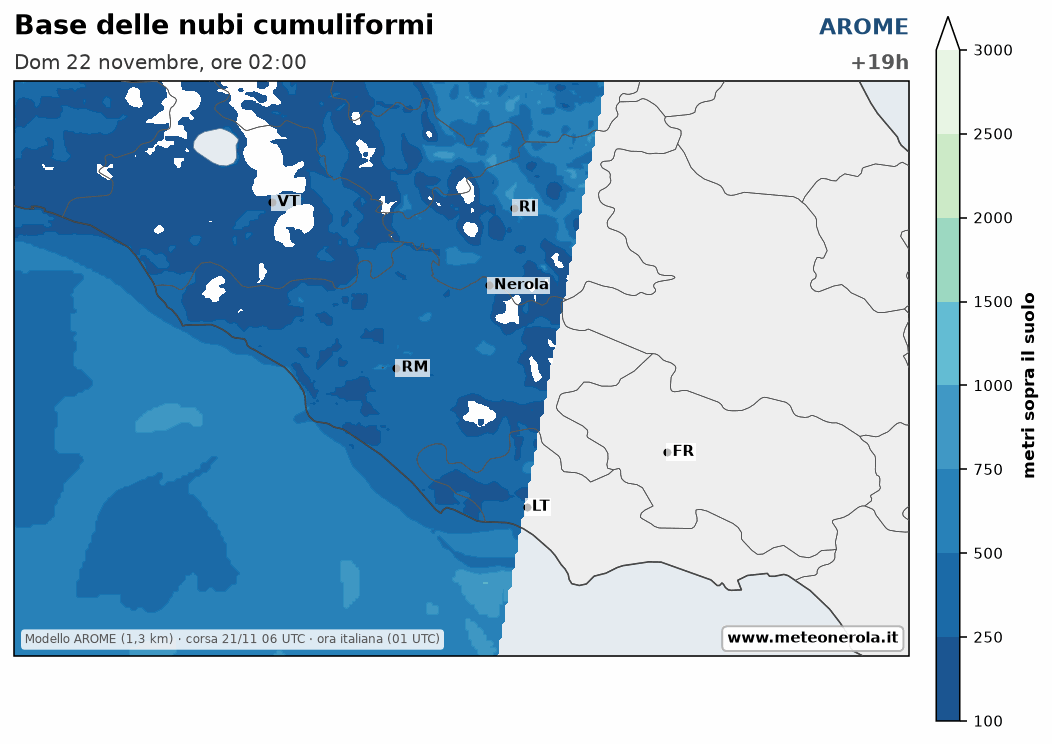 Base delle nubi cumuliformi
AROME
Dom 22 novembre, ore 02:00
+19h
VT
RI
Nerola
RM
FR
LT
Modello AROME (1,3 km) · corsa 21/11 06 UTC · ora italiana (01 UTC)
www.meteonerola.it
3000
2500
2000
1500
1000
750
500
250
100
metri sopra il suolo